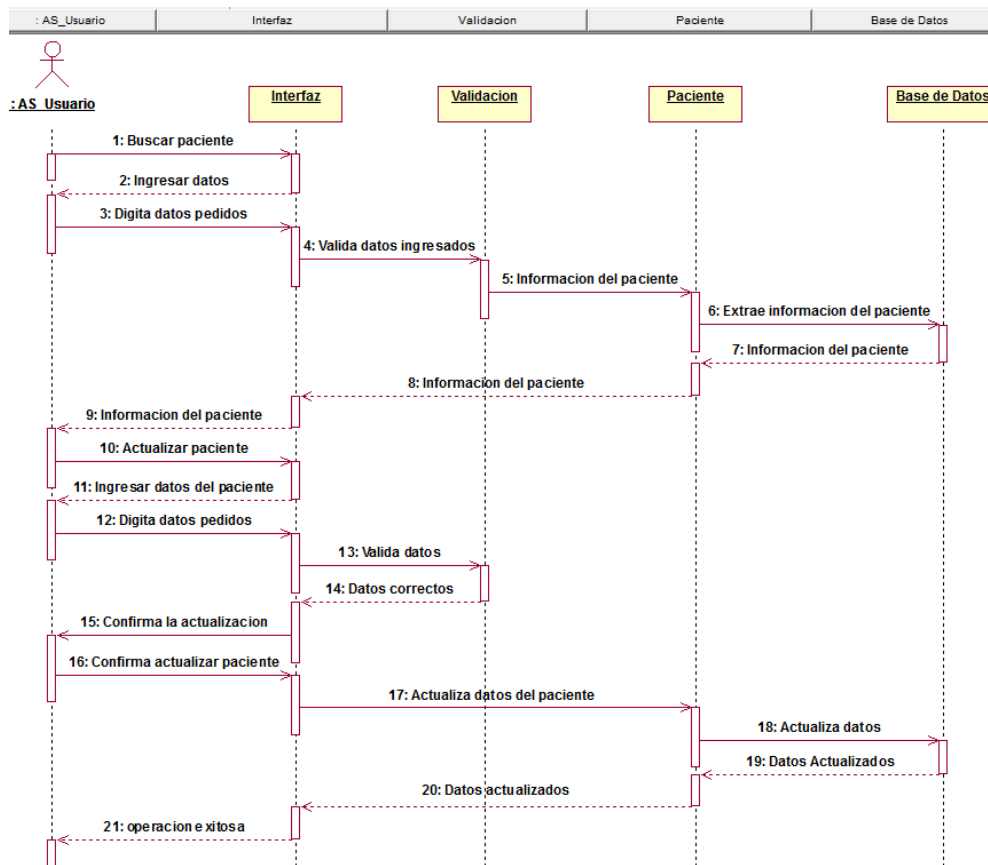 : AS_Usuario Interfaz Validacion Paciente Base de Datos
: AS_Usuario Interfaz Validacion Paciente Base de Datos
1: Buscar paciente
2: Ingresar datos
3: Digita datos pedidos
4: Valida datos ingresados
5: Informacion del paciente
6: Extrae informacion del paciente
7: Informacion del paciente
8: Informacion del paciente
9: Informacion del paciente
10: Actualizar paciente
11: Ingresar datos del paciente
12: Digita datos pedidos
13: Valida datos
14: Datos correctos
15: Confirma la actualizacion
16: Confirma actualizar paciente
17: Actualiza datos del paciente
18: Actualiza datos
19: Datos Actualizados
20: Datos actualizados
21: operacion exitosa